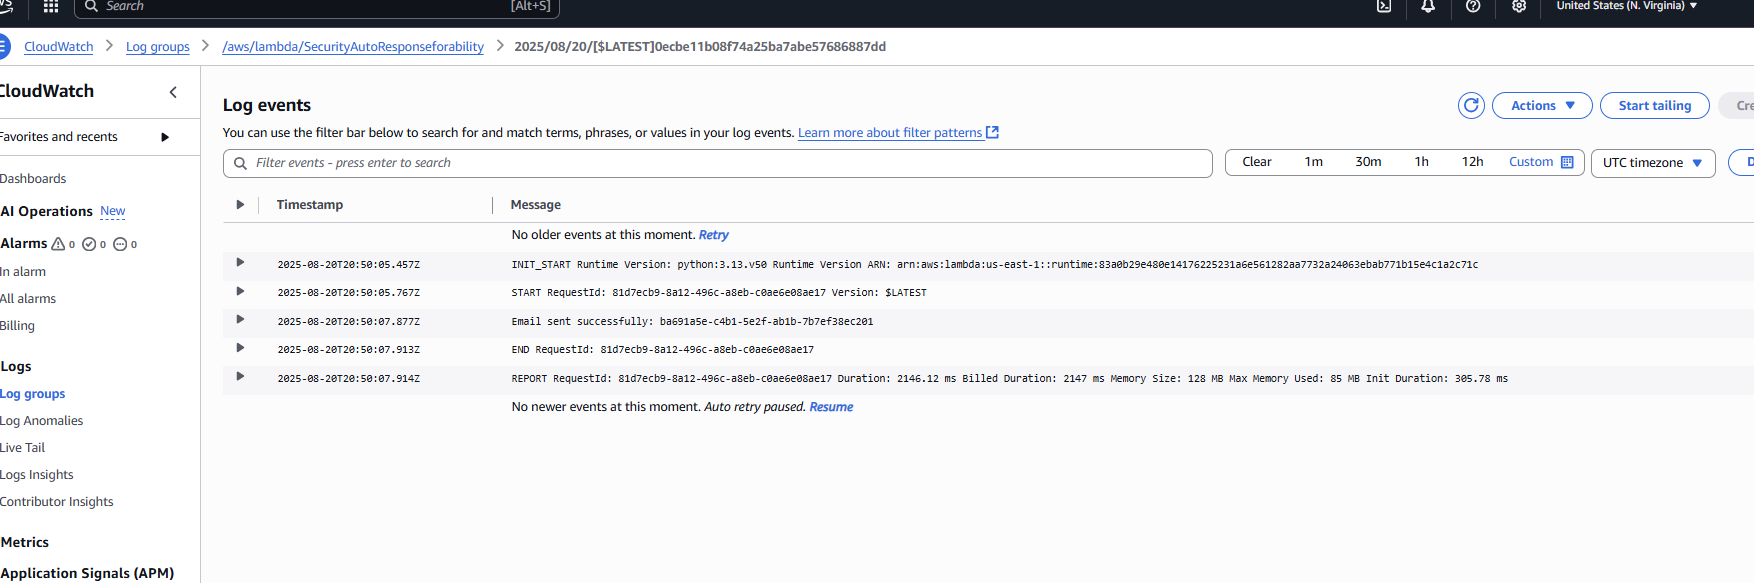 Search [Alt+S] United States (N. Virginia)
CloudWatch Log groups /aws/lambda/SecurityAutoResponseforability 2025/08/20/[$LATEST]0ecbe11b08f74a25ba7abe57686887dd
CloudWatch
Favorites and recents
Dashboards
AI Operations New
Alarms 0 0 0
In alarm
All alarms
Billing
Logs
Log groups
Log Anomalies
Live Tail
Logs Insights
Contributor Insights
Metrics
Application Signals (APM)
Log events
Actions Start tailing Cre
You can use the filter bar below to search for and match terms, phrases, or values in your log events. Learn more about filter patterns
Filter events - press enter to search Clear 1m 30m 1h 12h Custom UTC timezone D
Timestamp Message
No older events at this moment. Retry
2025-08-20T20:50:05.457Z INIT_START Runtime Version: python:3.13.v50 Runtime Version ARN: arn:aws:lambda:us-east-1::runtime:83a0b29e480e14176225231a6e561282aa7732a24063ebab771b15e4c1a2c71c
2025-08-20T20:50:05.767Z START RequestId: 81d7ecb9-8a12-496c-a8eb-c0ae6e08ae17 Version: $LATEST
2025-08-20T20:50:07.877Z Email sent successfully: ba691a5e-c4b1-5e2f-ab1b-7b7ef38ec201
2025-08-20T20:50:07.913Z END RequestId: 81d7ecb9-8a12-496c-a8eb-c0ae6e08ae17
2025-08-20T20:50:07.914Z REPORT RequestId: 81d7ecb9-8a12-496c-a8eb-c0ae6e08ae17 Duration: 2146.12 ms Billed Duration: 2147 ms Memory Size: 128 MB Max Memory Used: 85 MB Init Duration: 305.78 ms
No newer events at this moment. Auto retry paused. Resume